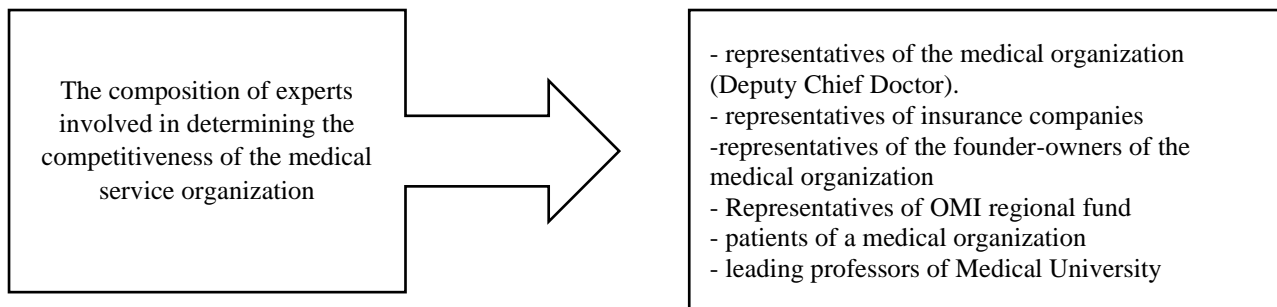 The composition of experts
involved in determining the
competitiveness of the medical
service organization
- representatives of the medical organization
(Deputy Chief Doctor).
- representatives of insurance companies
-representatives of the founder-owners of the
medical organization
- Representatives of OMI regional fund
- patients of a medical organization
- leading professors of Medical University